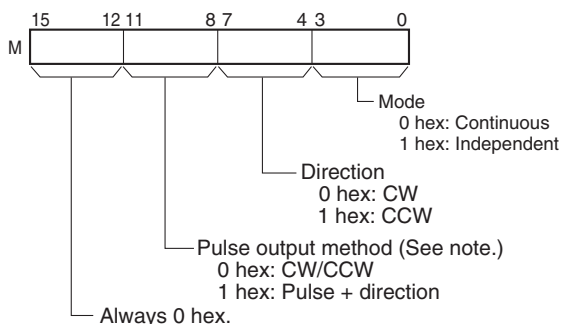 15 12 11 8 7 4 3 0
M
Mode
0 hex: Continuous
1 hex: Independent
Direction
0 hex: CW
1 hex: CCW
Pulse output method (See note.)
0 hex: CW/CCW
1 hex: Pulse + direction
Always 0 hex.